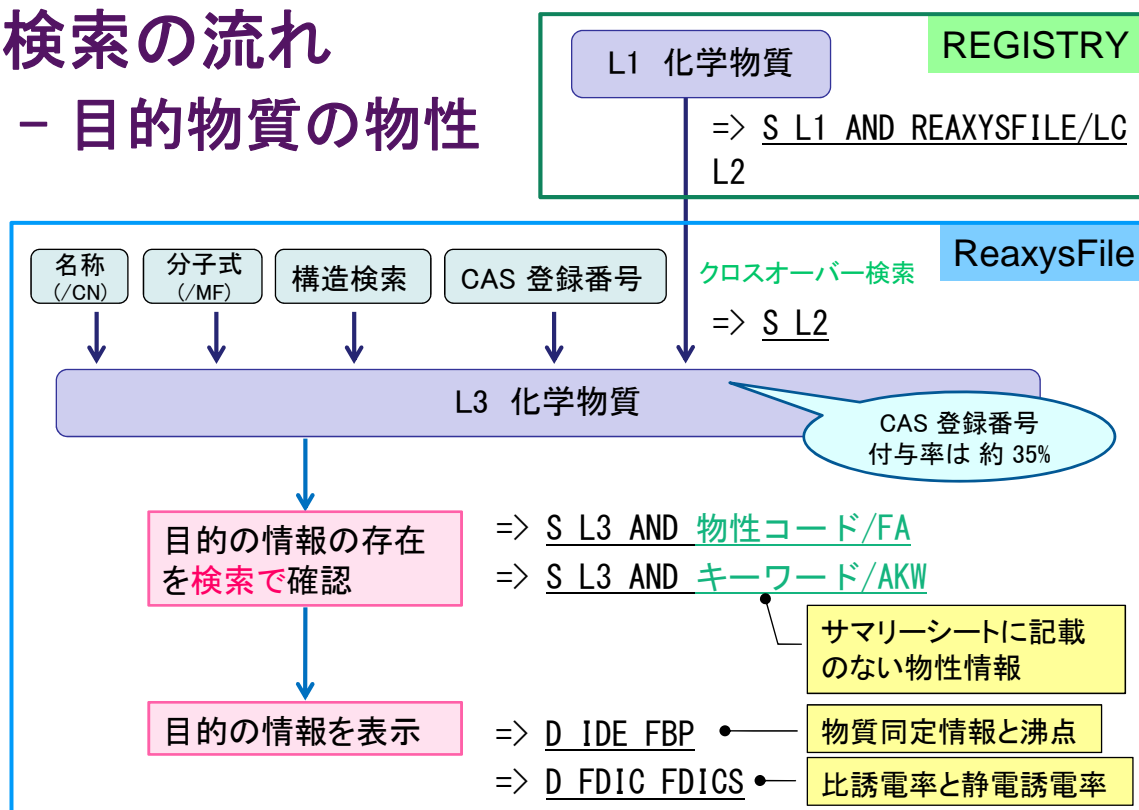 検索の流れ
- 目的物質の物性
REGISTRY
L1 化学物質
=> S L1 AND REAXYSFILE/LC
L2
ReaxysFile
名称
(/CN)
分子式
(/MF)
構造検索
CAS 登録番号
クロスオーバー検索
=> S L2
L3 化学物質
CAS 登録番号
付与率は 約 35%
目的の情報の存在
を検索で確認
=> S L3 AND 物性コード/FA
=> S L3 AND キーワード/AKW
サマリーシートに記載
のない物性情報
目的の情報を表示
=> D IDE FBP
物質同定情報と沸点
=> D FDIC FDICS
比誘電率と静電誘電率